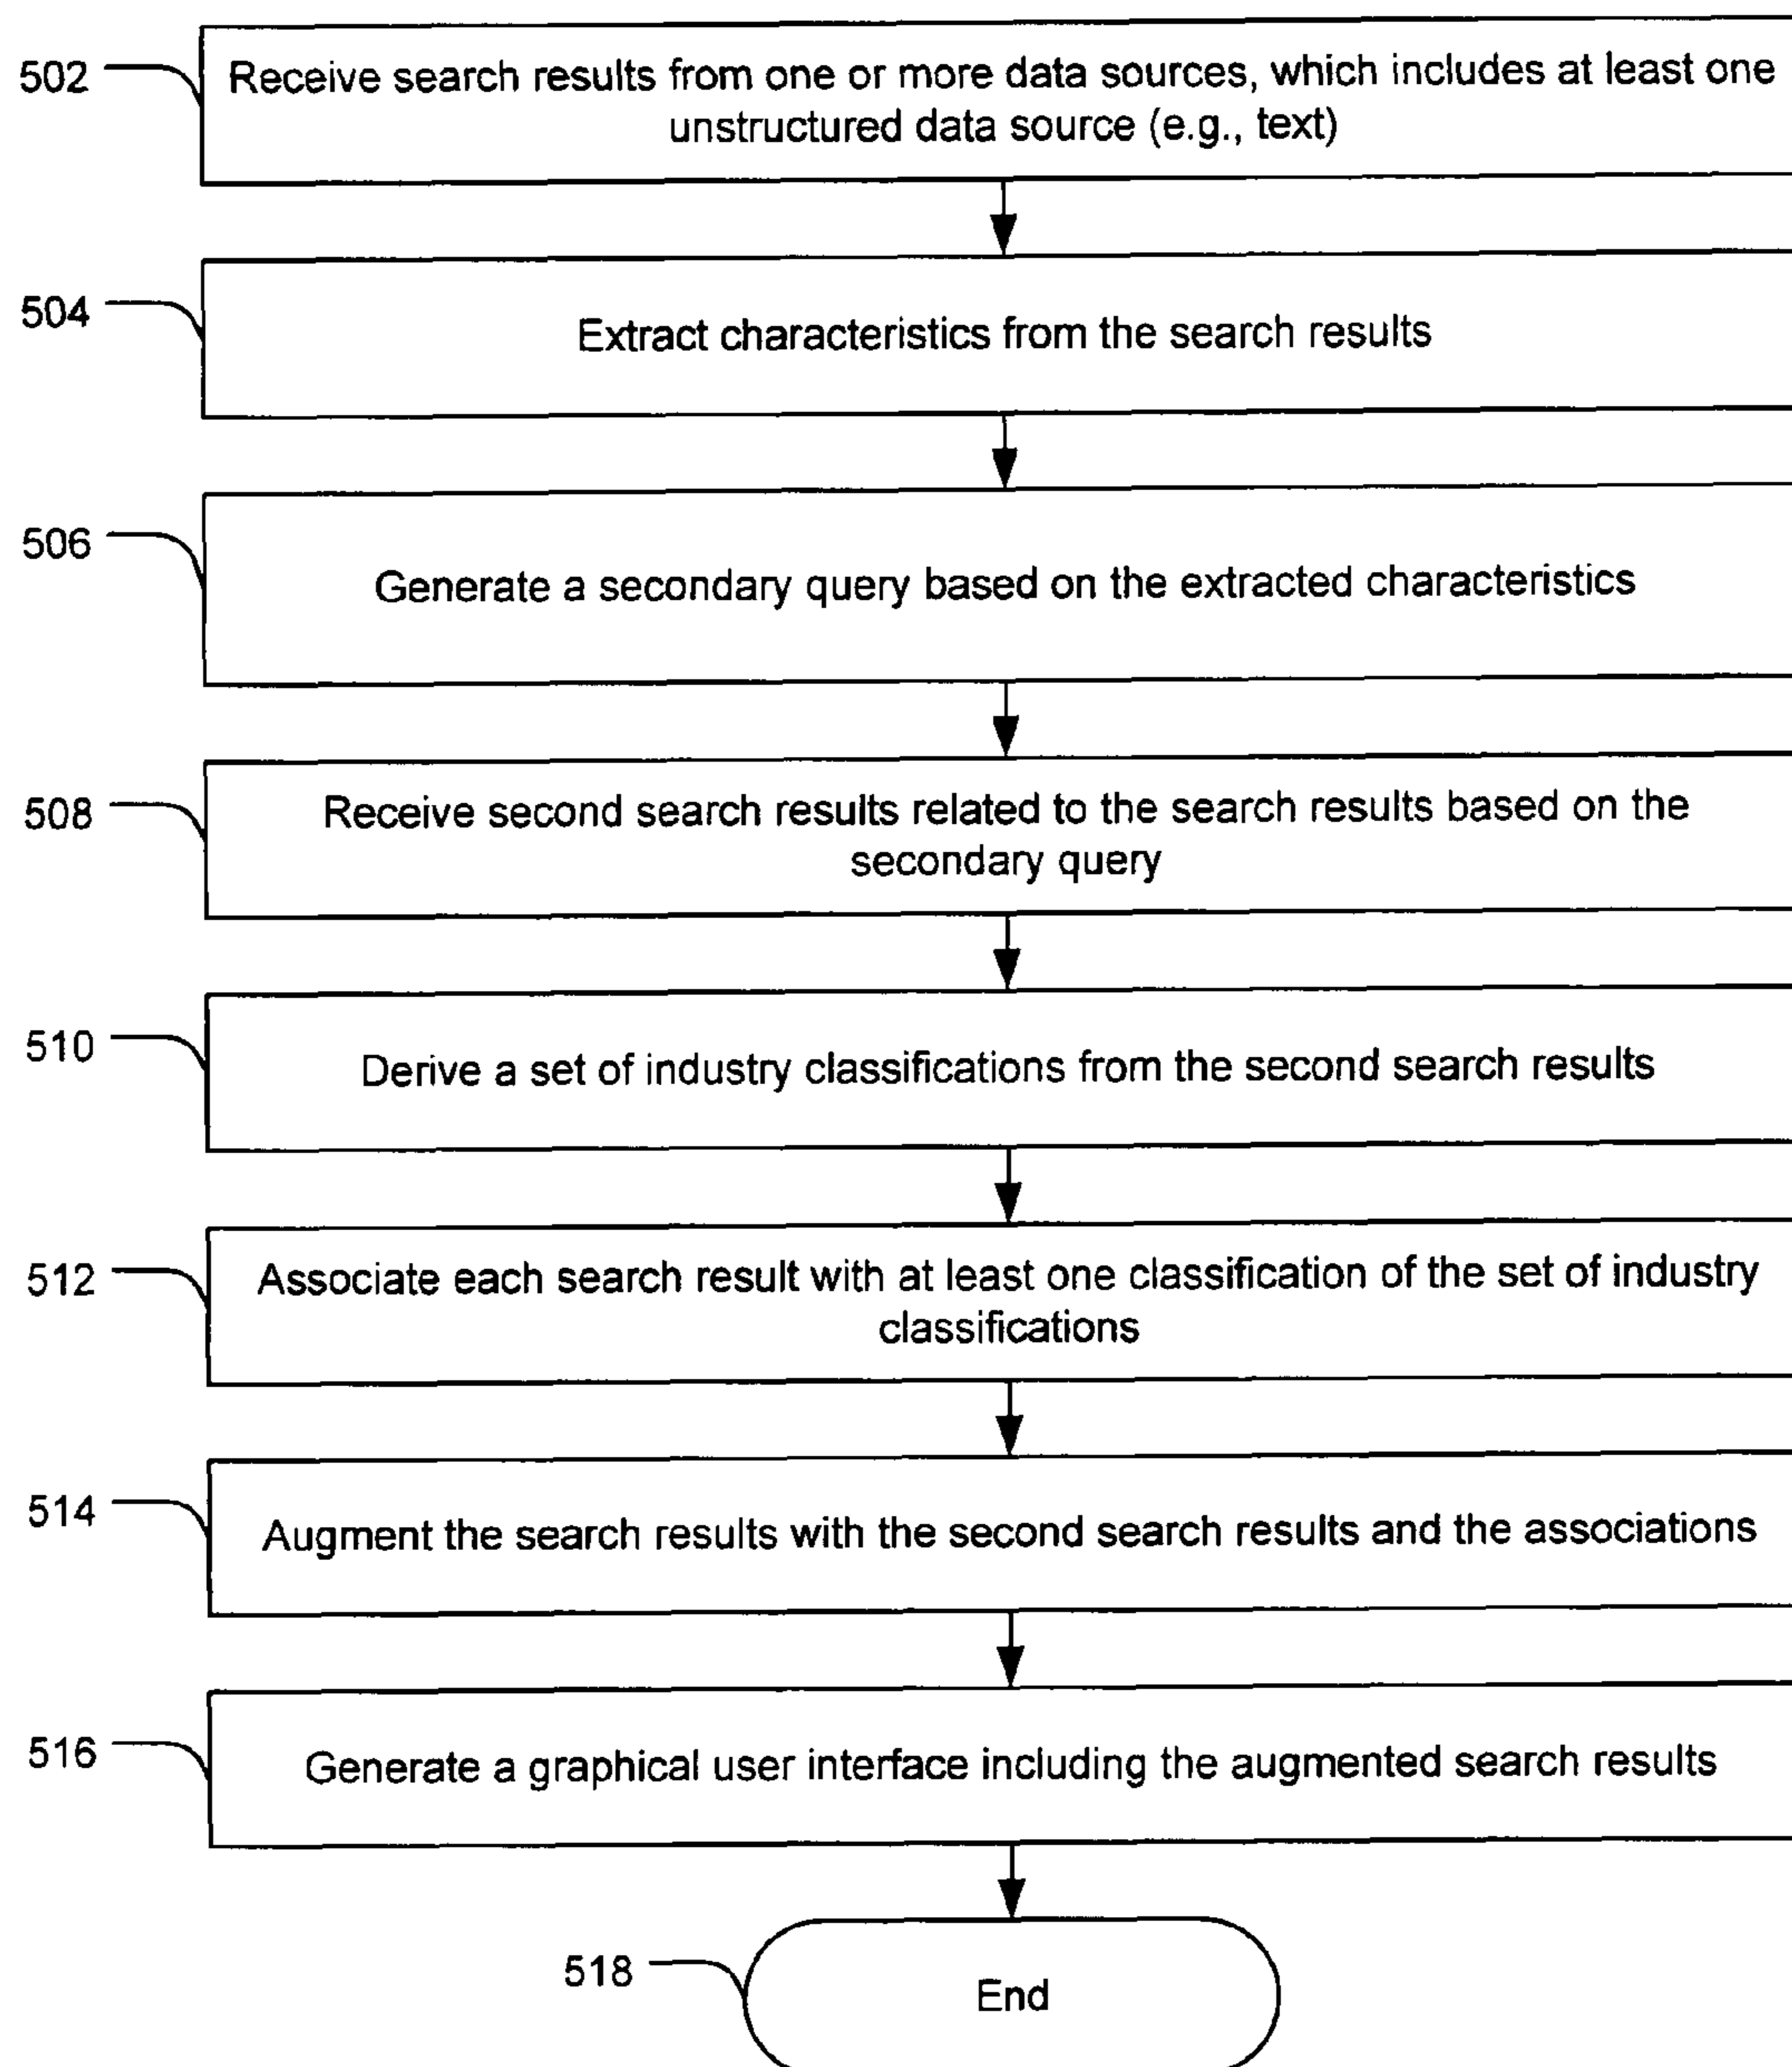 502
Receive search results from one or more data sources, which includes at least one
unstructured data source (e.g., text)
504
Extract characteristics from the search results
506
Generate a secondary query based on the extracted characteristics
508
Receive second search results related to the search results based on the
secondary query
510
Derive a set of industry classifications from the second search results
512
Associate each search result with at least one classification of the set of industry
classifications
514
Augment the search results with the second search results and the associations
516
Generate a graphical user interface including the augmented search results
518
End